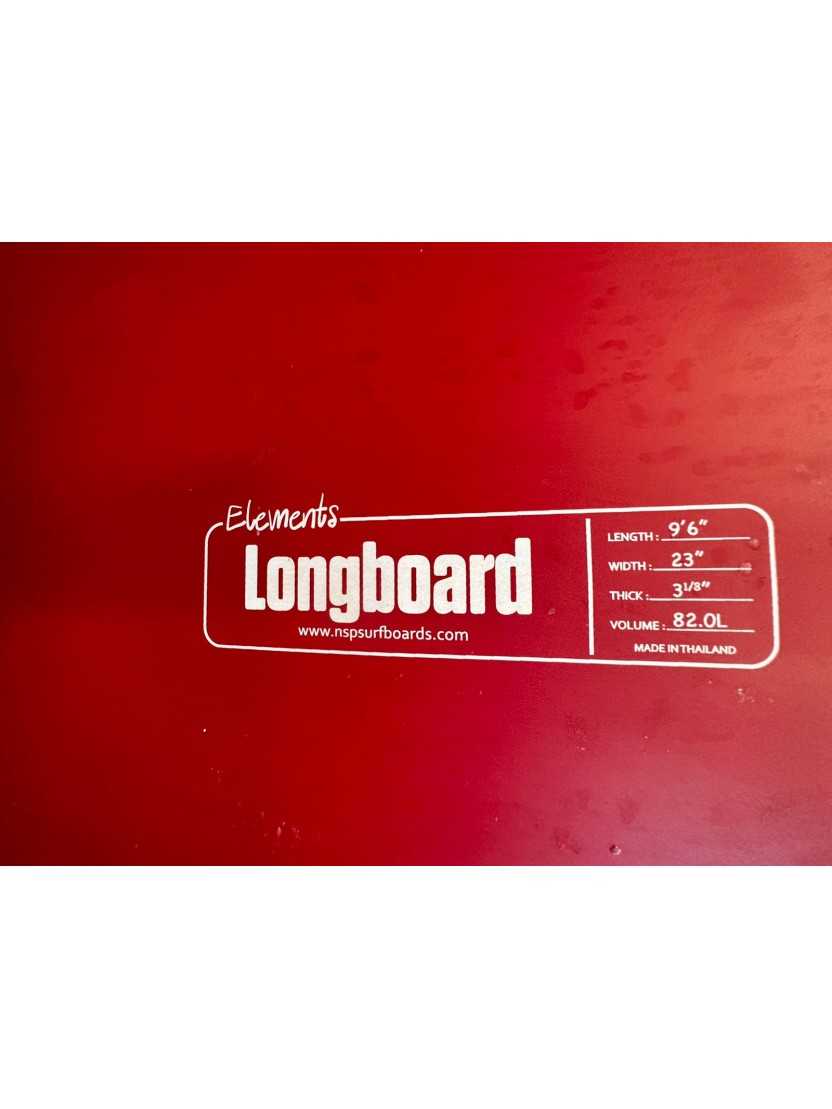 Elements
Longboard
www.nspsurfboards.com
LENGTH : 9'6"
WIDTH : 23"
THICK : 3 1/8"
VOLUME : 82.0L
MADE IN THAILAND